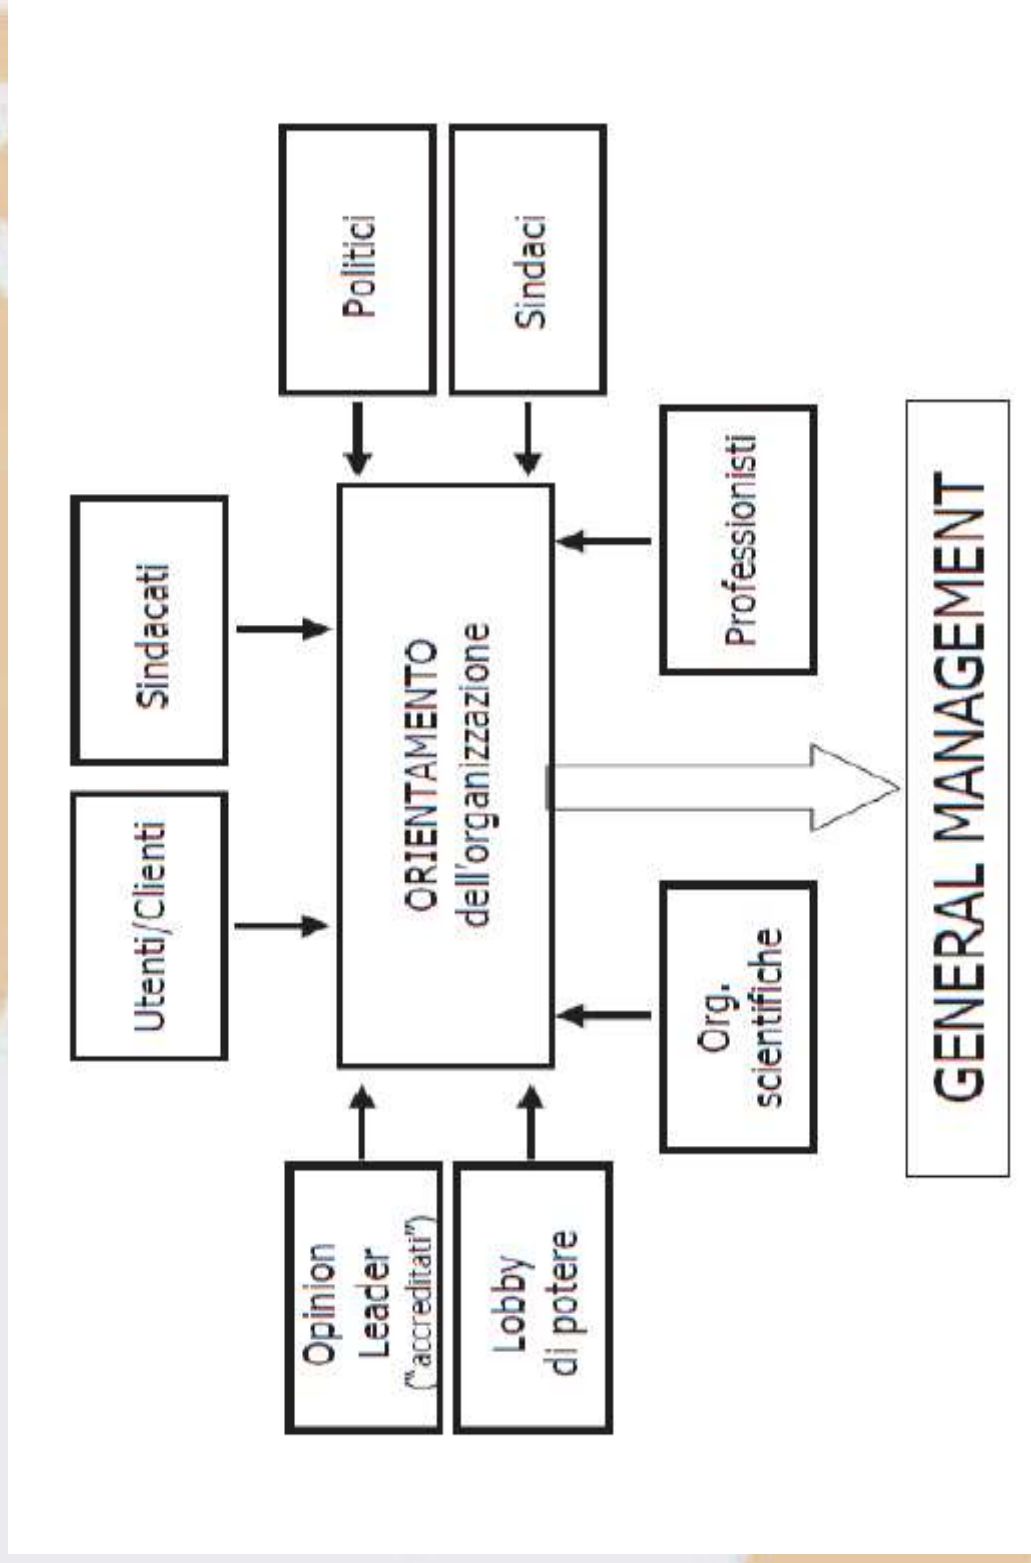 Utenti/Clienti
Sindacati
Opinion
Leader
("accreditati")
Politici
ORIENTAMENTO
dell'organizzazione
Lobby
di potere
Sindaci
Org.
scientifiche
Professionisti
GENERAL MANAGEMENT